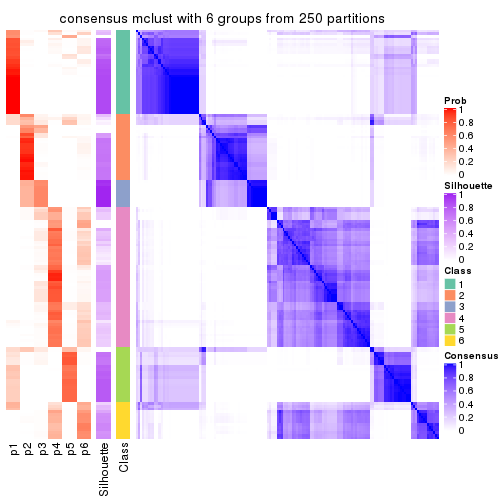 consensus mclust with 6 groups from 250 partitions
Prob
1
0.8
0.6
0.4
0.2
0
Silhouette
1
0.8
0.6
0.4
0.2
0
Class
1
2
3
4
5
6
Consensus
1
0.8
0.6
0.4
0.2
0
p1
p2
p3
p4
p5
p6
Silhouette
Class